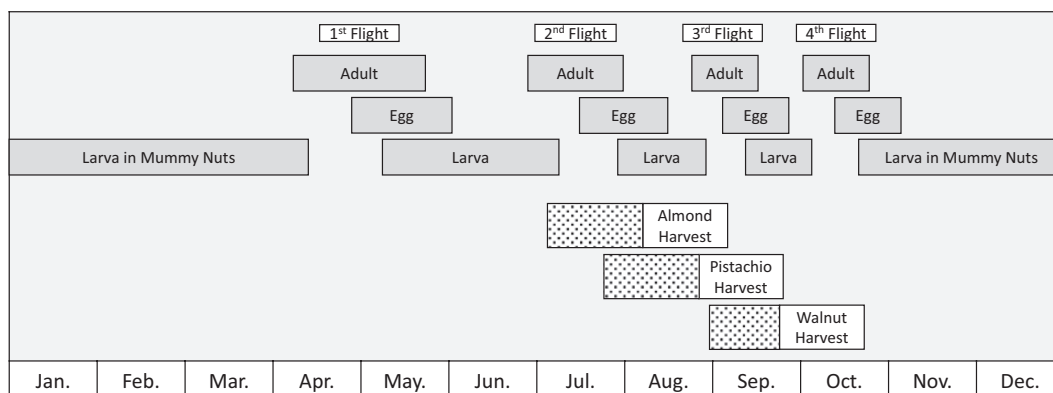 1st Flight 2nd Flight 3rd Flight 4th Flight
Adult Adult Adult Adult
Egg Egg Egg Egg
Larva in Mummy Nuts Larva Larva Larva Larva in Mummy Nuts
Almond
Harvest
Pistachio
Harvest
Walnut
Harvest
Jan. Feb. Mar. Apr. May. Jun. Jul. Aug. Sep. Oct. Nov. Dec.